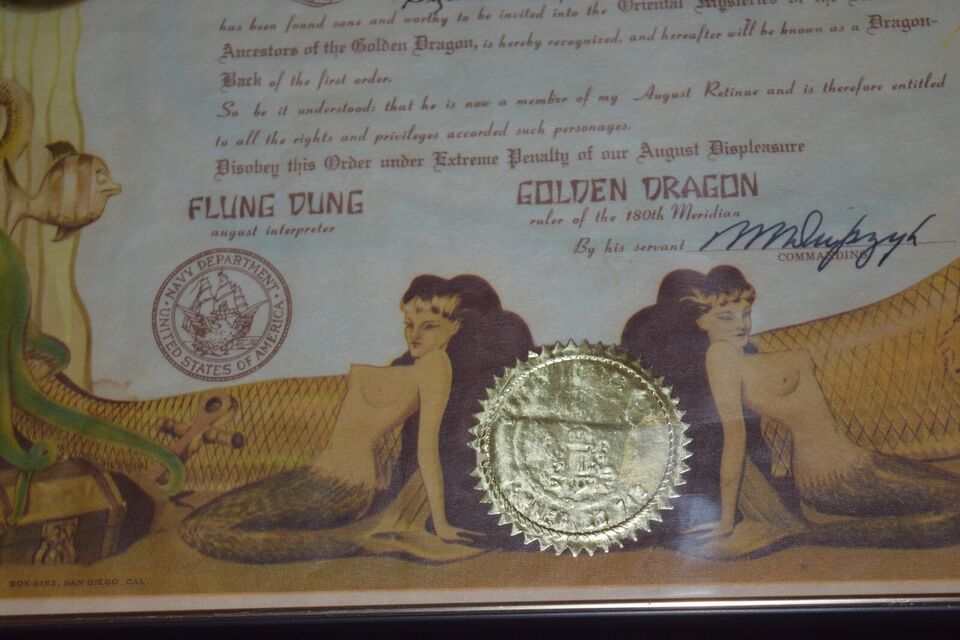 has been found sane and worthy to be invited into the Oriental Mysteries of the
Ancestors of the Golden Dragon, is hereby recognized, and hereafter will be known as a Dragon-
Back of the first order.
So be it understoods that he is now a member of my August Retinue and is therefore entitled
to all the rights and privileges accorded such personages.
Disobey this Order under Extreme Penalty of our August Displeasure
FLUNG DUNG
august interpreter
GOLDEN DRAGON
ruler of the 180th Meridian
By his servant
COMMANDING
NAVY DEPARTMENT
UNITED STATES OF AMERICA
BOX 6162, SAN DIEGO, CAL